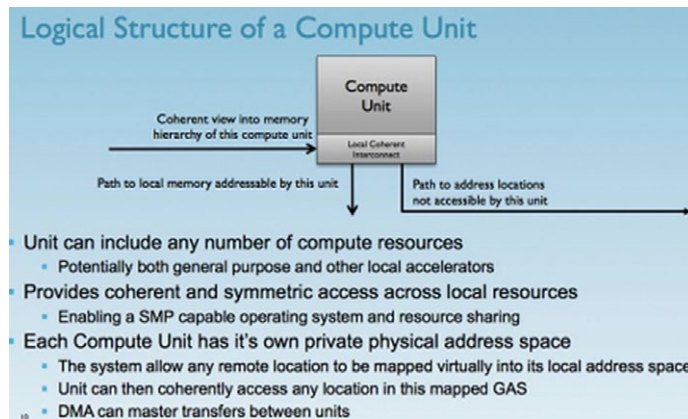 Logical Structure of a Compute Unit
Compute
Unit
Local Coherent
Interconnect
Coherent view into memory
hierarchy of this compute unit
Path to local memory addressable by this unit
Path to address locations
not accessible by this unit
Unit can include any number of compute resources
Potentially both general purpose and other local accelerators
Provides coherent and symmetric access across local resources
Enabling a SMP capable operating system and resource sharing
Each Compute Unit has it's own private physical address space
The system allow any remote location to be mapped virtually into its local address space
Unit can then coherently access any location in this mapped GAS
DMA can master transfers between units